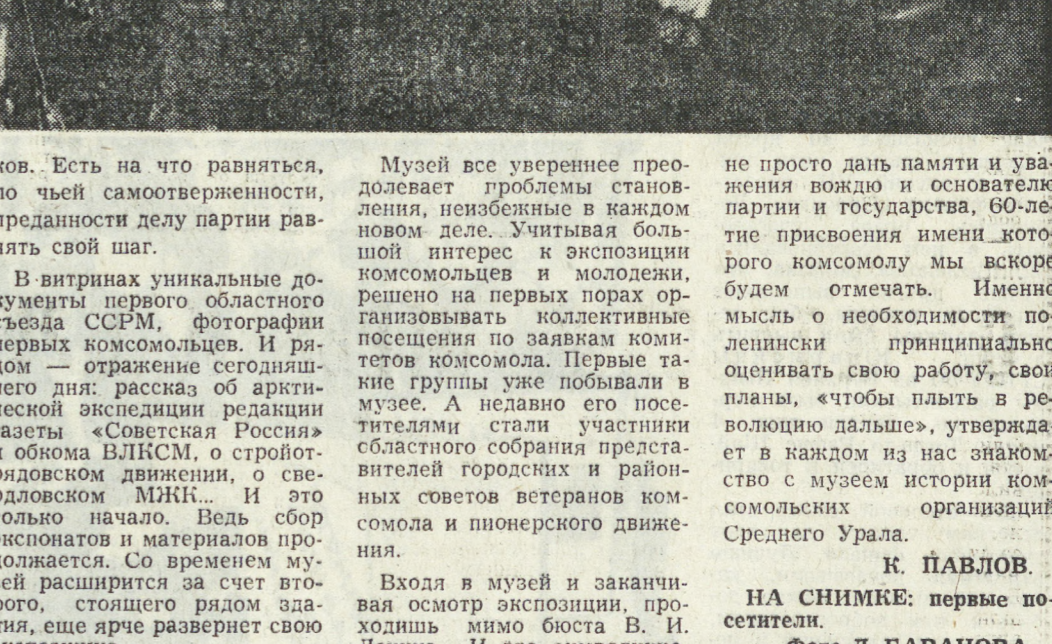 ков. Есть на что равняться,
по чьей самоотверженности,
преданности делу партии рав-
нять свой шаг.
В витринах уникальные до-
кументы первого областного
съезда ССРМ, фотографии
первых комсомольцев. И ря-
дом — отражение сегодняш-
него дня: рассказ об аркти-
ческой экспедиции редакции
газеты «Советская Россия»
и обкома ВЛКСМ, о стройот-
рядовском движении, о све-
рдловском МЖК... И это
только начало. Ведь сбор
экспонатов и материалов про-
должается. Со временем му-
зей расширится за счет вто-
рого, стоящего рядом зда-
ния, еще ярче развернет свою
Музей все увереннее прео-
долевает проблемы станов-
ления, неизбежные в каждом
новом деле. Учитывая боль-
шой интерес к экспозиции
комсомольцев и молодежи,
решено на первых порах ор-
ганизовывать коллективные
посещения по заявкам коми-
тетов комсомола. Первые та-
кие группы уже побывали в
музее. А недавно его посе-
тителями стали участники
областного собрания предста-
вителей городских и район-
ных советов ветеранов ком-
сомола и пионерского движе-
ния.
Входя в музей и заканчи-
вая осмотр экспозиции, про-
ходишь мимо бюста В. И.
не просто дань памяти и ува-
жения вождю и основателю
партии и государства, 60-ле-
тие присвоения имени кото-
рого комсомолу мы вскоре
будем отмечать. Именно
мысль о необходимости по-
ленински принципиально
оценивать свою работу, свои
планы, «чтобы плыть в ре-
волюцию дальше», утвержда-
ет в каждом из нас знаком-
ство с музеем истории ком-
сомольских организаций
Среднего Урала.
К. ПАВЛОВ.
НА СНИМКЕ: первые по-
сетители.